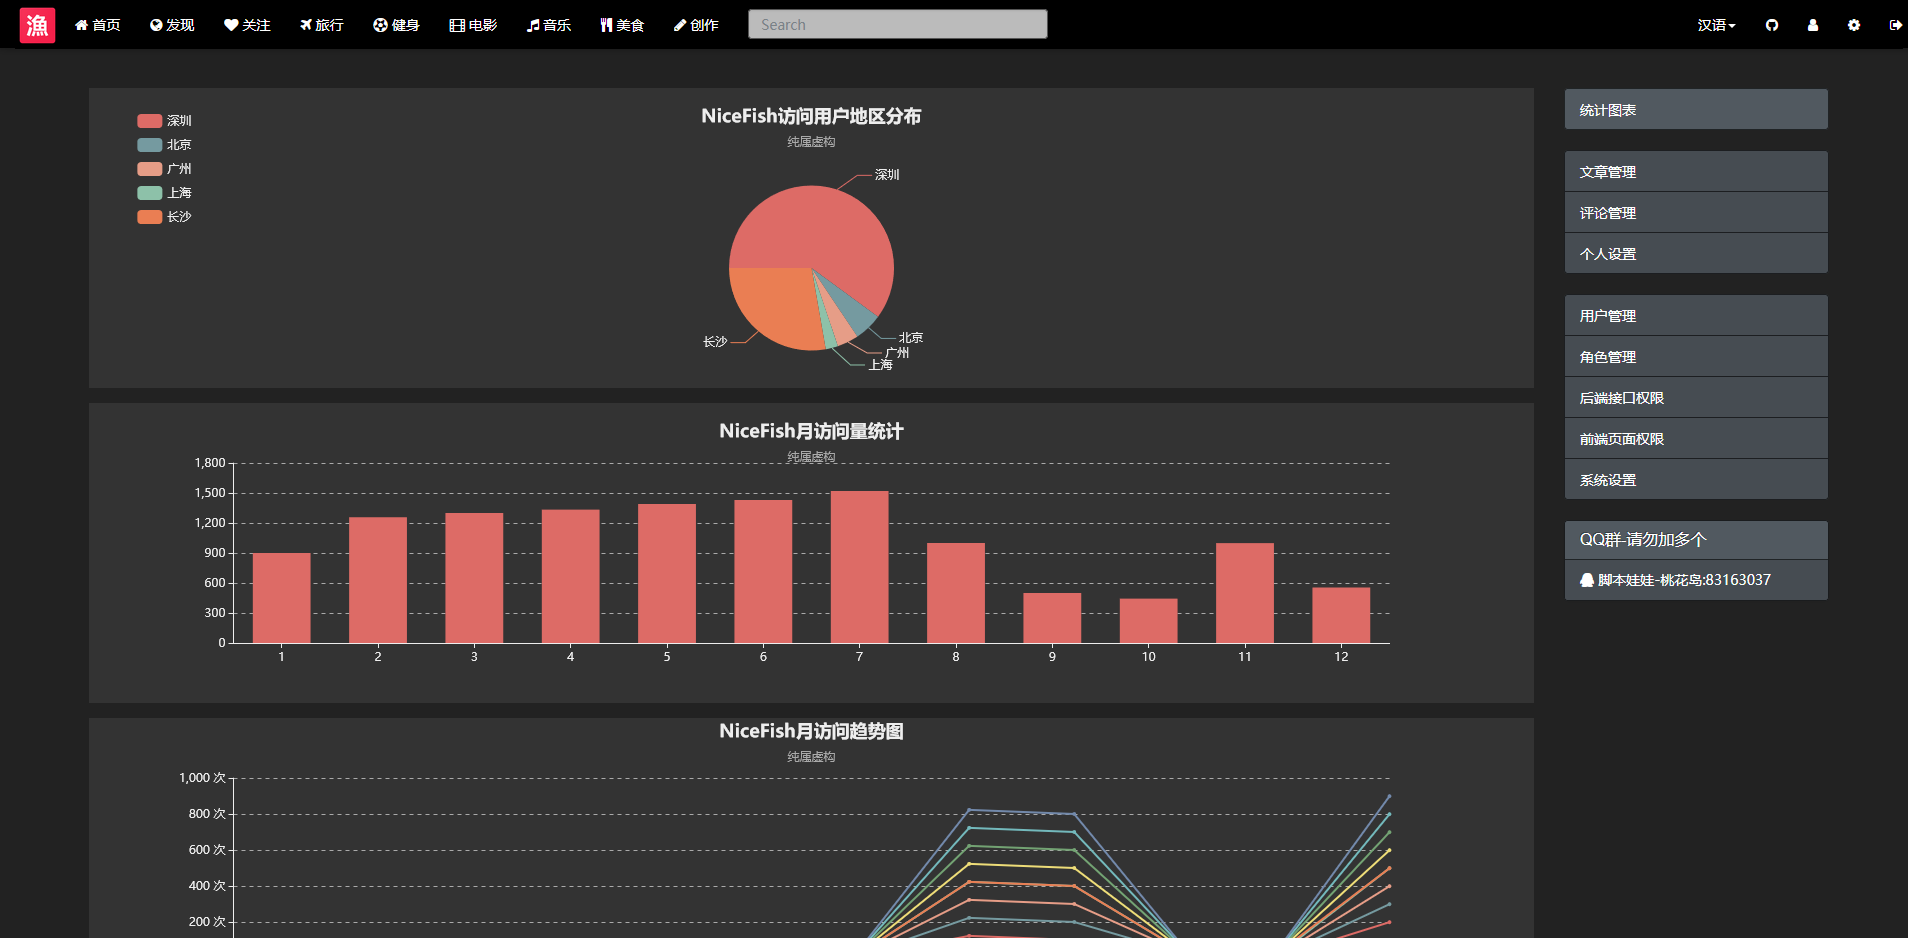 漁 首页 发现 关注 旅行 健身 电影 音乐 美食 创作 Search 汉语
NiceFish访问用户地区分布
纯属虚构
深圳
北京
广州
上海
长沙
深圳
北京
广州
上海
长沙
NiceFish月访问量统计
纯属虚构
1,800
1,500
1,200
900
600
300
0
1 2 3 4 5 6 7 8 9 10 11 12
NiceFish月访问趋势图
纯属虚构
1,000 次
800 次
600 次
400 次
200 次
统计图表
文章管理
评论管理
个人设置
用户管理
角色管理
后端接口权限
前端页面权限
系统设置
QQ群-请勿加多个
脚本娃娃-桃花岛:83163037